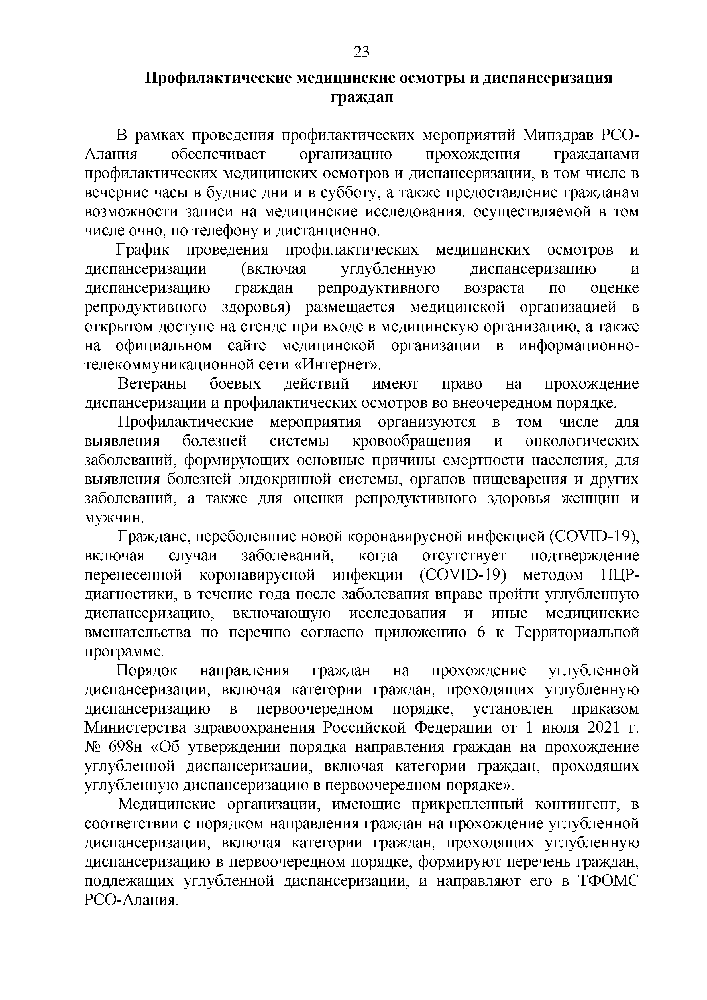 23
Профилактические медицинские осмотры и диспансеризация
граждан
В рамках проведения профилактических мероприятий Минздрав РСО-
Алания обеспечивает организацию прохождения гражданами
профилактических медицинских осмотров и диспансеризации, в том числе в
вечерние часы в будние дни и в субботу, а также предоставление гражданам
возможности записи на медицинские исследования, осуществляемой в том
числе очно, по телефону и дистанционно.
График проведения профилактических медицинских осмотров и
диспансеризации (включая углубленную диспансеризацию и
диспансеризацию граждан репродуктивного возраста по оценке
репродуктивного здоровья) размещается медицинской организацией в
открытом доступе на стенде при входе в медицинскую организацию, а также
на официальном сайте медицинской организации в информационно-
телекоммуникационной сети «Интернет».
Ветераны боевых действий имеют право на прохождение
диспансеризации и профилактических осмотров во внеочередном порядке.
Профилактические мероприятия организуются в том числе для
выявления болезней системы кровообращения и онкологических
заболеваний, формирующих основные причины смертности населения, для
выявления болезней эндокринной системы, органов пищеварения и других
заболеваний, а также для оценки репродуктивного здоровья женщин и
мужчин.
Граждане, переболевшие новой коронавирусной инфекцией (COVID-19),
включая случаи заболеваний, когда отсутствует подтверждение
перенесенной коронавирусной инфекции (COVID-19) методом ПЦР-
диагностики, в течение года после заболевания вправе пройти углубленную
диспансеризацию, включающую исследования и иные медицинские
вмешательства по перечню согласно приложению 6 к Территориальной
программе.
Порядок направления граждан на прохождение углубленной
диспансеризации, включая категории граждан, проходящих углубленную
диспансеризацию в первоочередном порядке, установлен приказом
Министерства здравоохранения Российской Федерации от 1 июля 2021 г.
№ 698н «Об утверждении порядка направления граждан на прохождение
углубленной диспансеризации, включая категории граждан, проходящих
углубленную диспансеризацию в первоочередном порядке».
Медицинские организации, имеющие прикрепленный контингент, в
соответствии с порядком направления граждан на прохождение углубленной
диспансеризации, включая категории граждан, проходящих углубленную
диспансеризацию в первоочередном порядке, формируют перечень граждан,
подлежащих углубленной диспансеризации, и направляют его в ТФОМС
РСО-Алания.